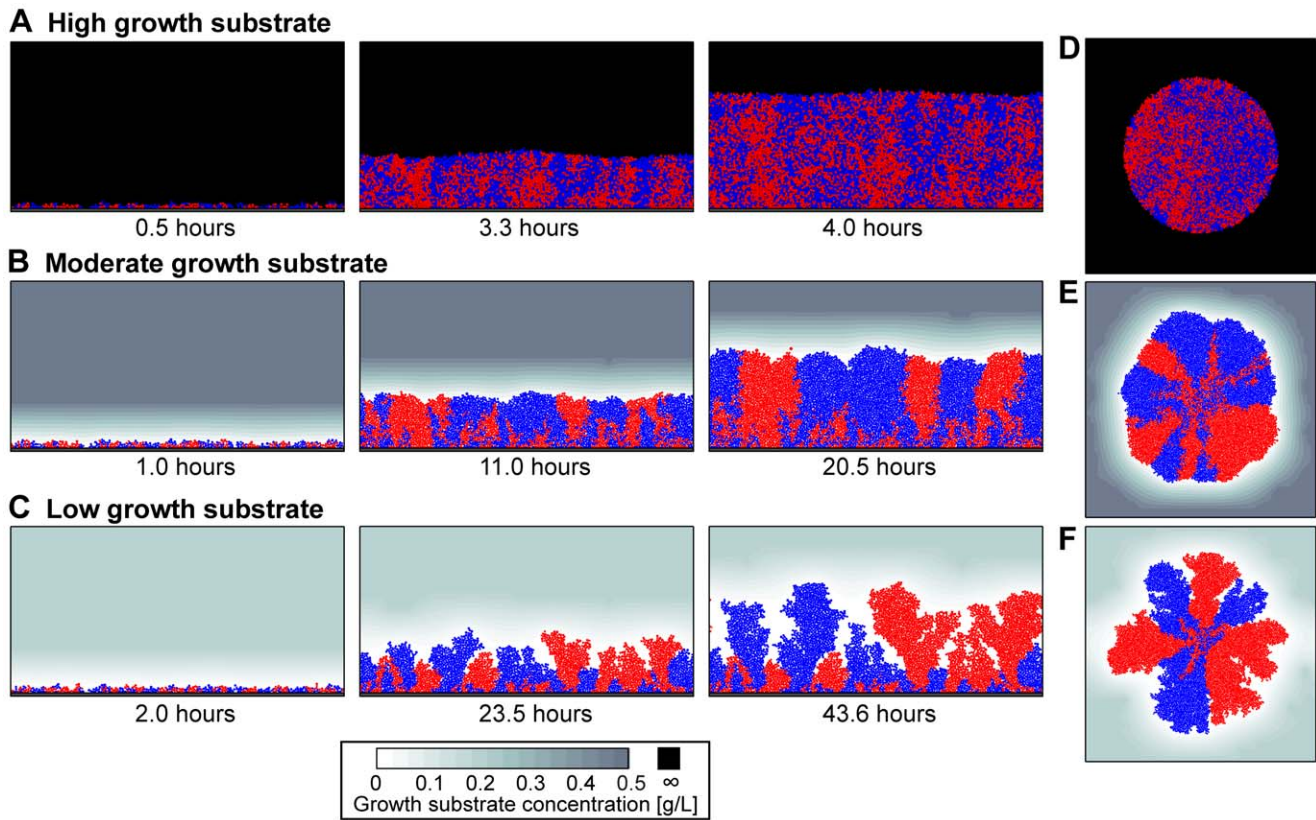 A High growth substrate
D
0.5 hours
3.3 hours
4.0 hours
B Moderate growth substrate
E
1.0 hours
11.0 hours
20.5 hours
C Low growth substrate
F
2.0 hours
23.5 hours
43.6 hours
0 0.1 0.2 0.3 0.4 0.5 ∞
Growth substrate concentration [g/L]